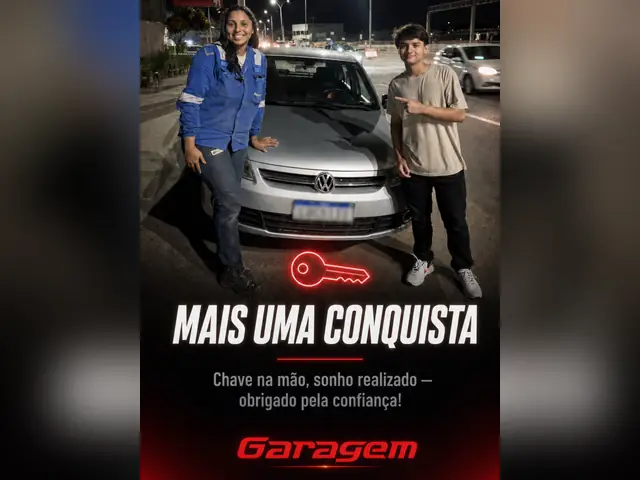 MAIS UMA CONQUISTA
Chave na mão, sonho realizado —
obrigado pela confiança!
Garagem